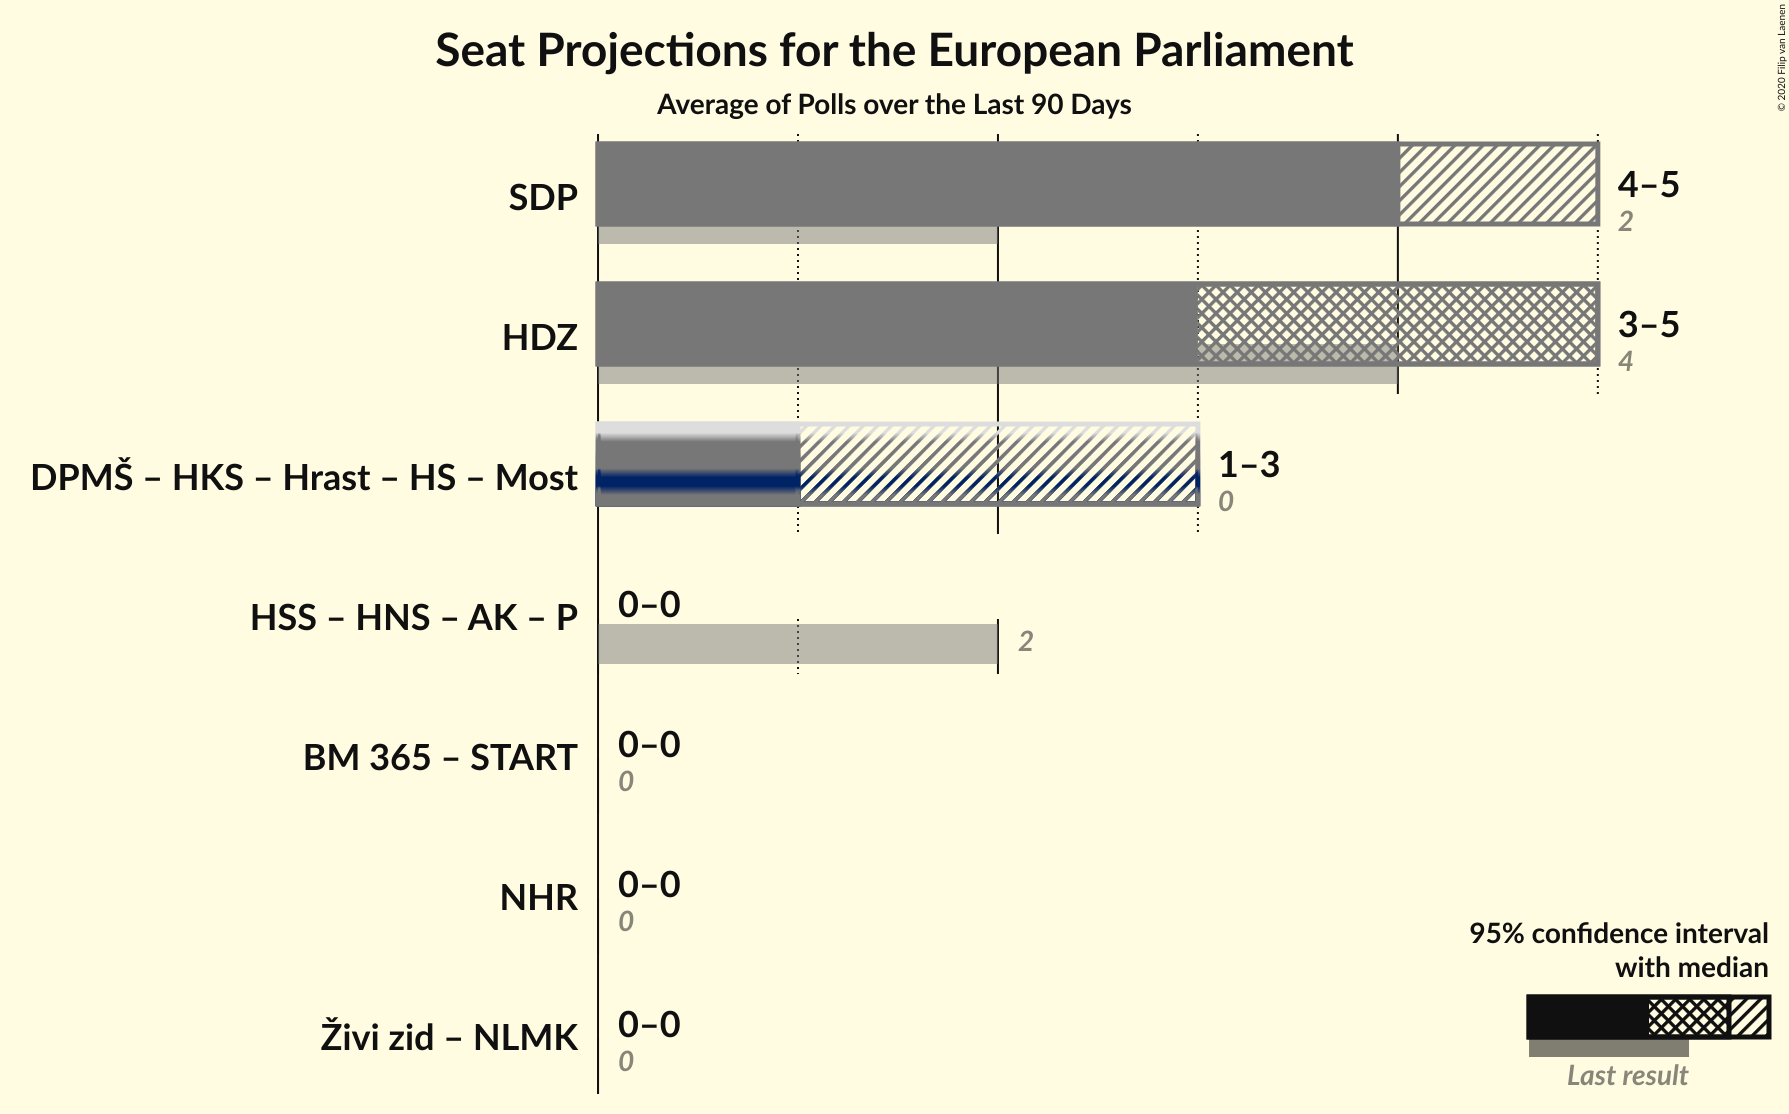 Seat Projections for the European Parliament
Average of Polls over the Last 90 Days
© 2020 Filip van Laenen
SDP
4–5
2
HDZ
3–5
4
DPMŠ – HKS – Hrast – HS – Most
1–3
0
HSS – HNS – AK – P
0–0
2
BM 365 – START
0–0
0
NHR
0–0
0
Živi zid – NLMK
0–0
0
95% confidence interval
with median
Last result